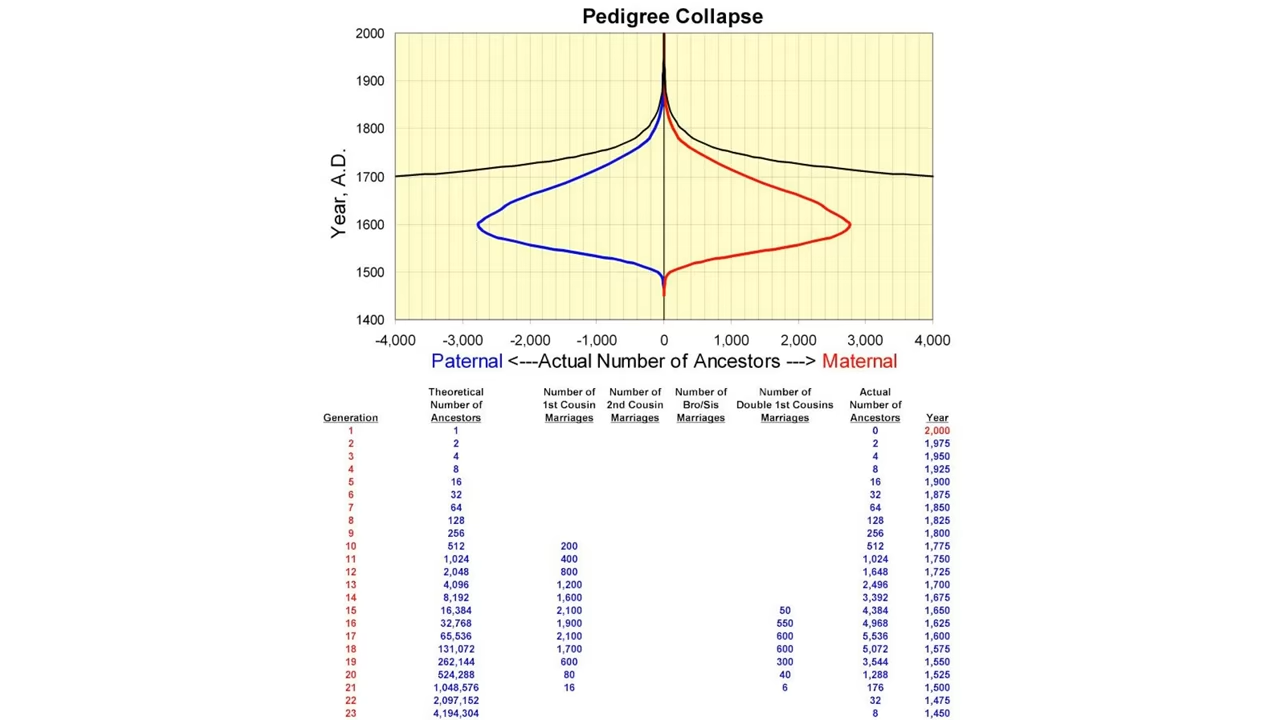 Pedigree Collapse
2000
1900
1800
1700
1600
1500
1400
Year, A.D.
-4,000 -3,000 -2,000 -1,000 0 1,000 2,000 3,000 4,000
Paternal <---Actual Number of Ancestors ---> Maternal
Theoretical Number of Number of Number of Number of Actual
Number of 1st Cousin 2nd Cousin Bro/Sis Double 1st Cousins Number of
Generation Ancestors Marriages Marriages Marriages Marriages Ancestors Year
1 1 0 2,000
2 2 2 1,975
3 4 4 1,950
4 8 8 1,925
5 16 16 1,900
6 32 32 1,875
7 64 64 1,850
8 128 128 1,825
9 256 256 1,800
10 512 200 512 1,775
11 1,024 400 1,024 1,750
12 2,048 800 1,648 1,725
13 4,096 1,200 2,496 1,700
14 8,192 1,600 3,392 1,675
15 16,384 2,100 50 4,384 1,650
16 32,768 1,900 550 4,968 1,625
17 65,536 2,100 600 5,536 1,600
18 131,072 1,700 600 5,072 1,575
19 262,144 600 300 3,544 1,550
20 524,288 80 40 1,288 1,525
21 1,048,576 16 6 176 1,500
22 2,097,152 32 1,475
23 4,194,304 8 1,450